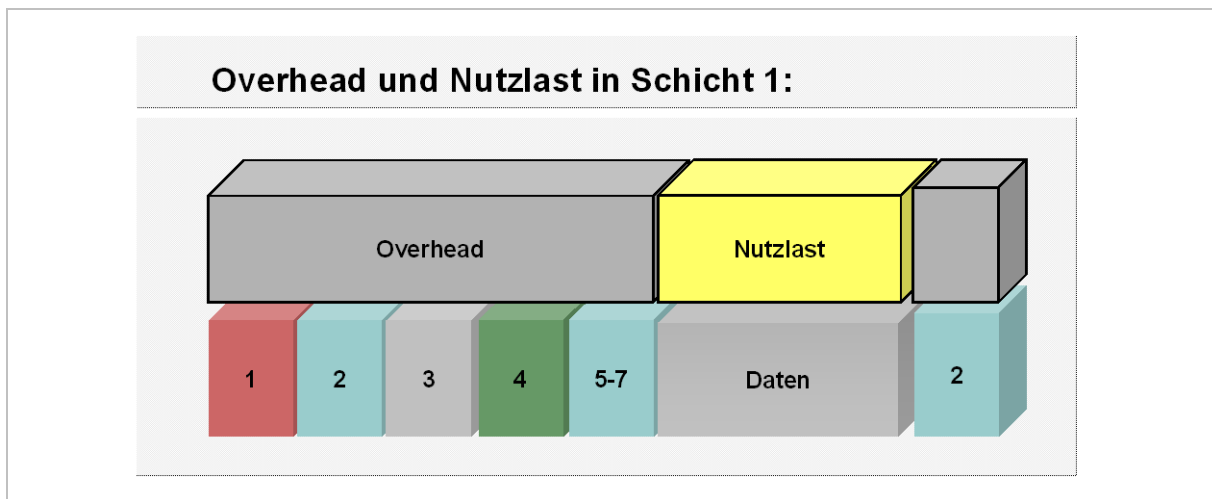 Overhead und Nutzlast in Schicht 1:
Overhead Nutzlast
1 2 3 4 5-7 Daten 2